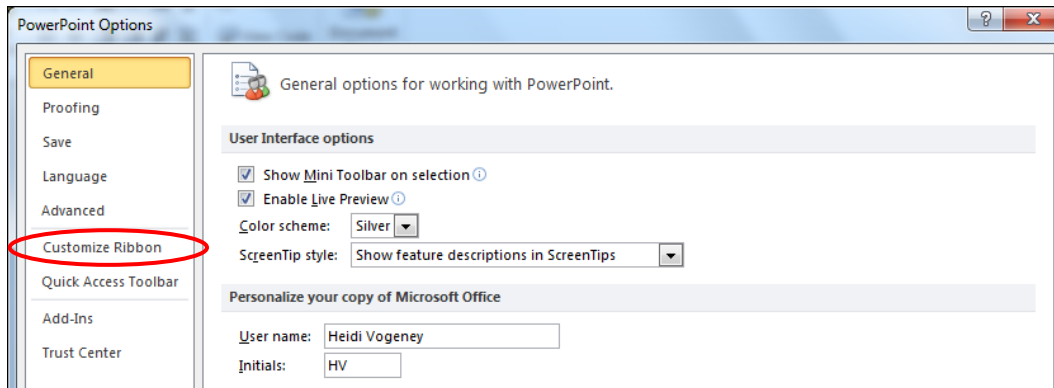 PowerPoint Options
General
Proofing
Save
Language
Advanced
Customize Ribbon
Quick Access Toolbar
Add-Ins
Trust Center
General options for working with PowerPoint.
User Interface options
Show Mini Toolbar on selection
Enable Live Preview
Color scheme: Silver
ScreenTip style: Show feature descriptions in ScreenTips
Personalize your copy of Microsoft Office
User name: Heidi Vogeney
Initials: HV